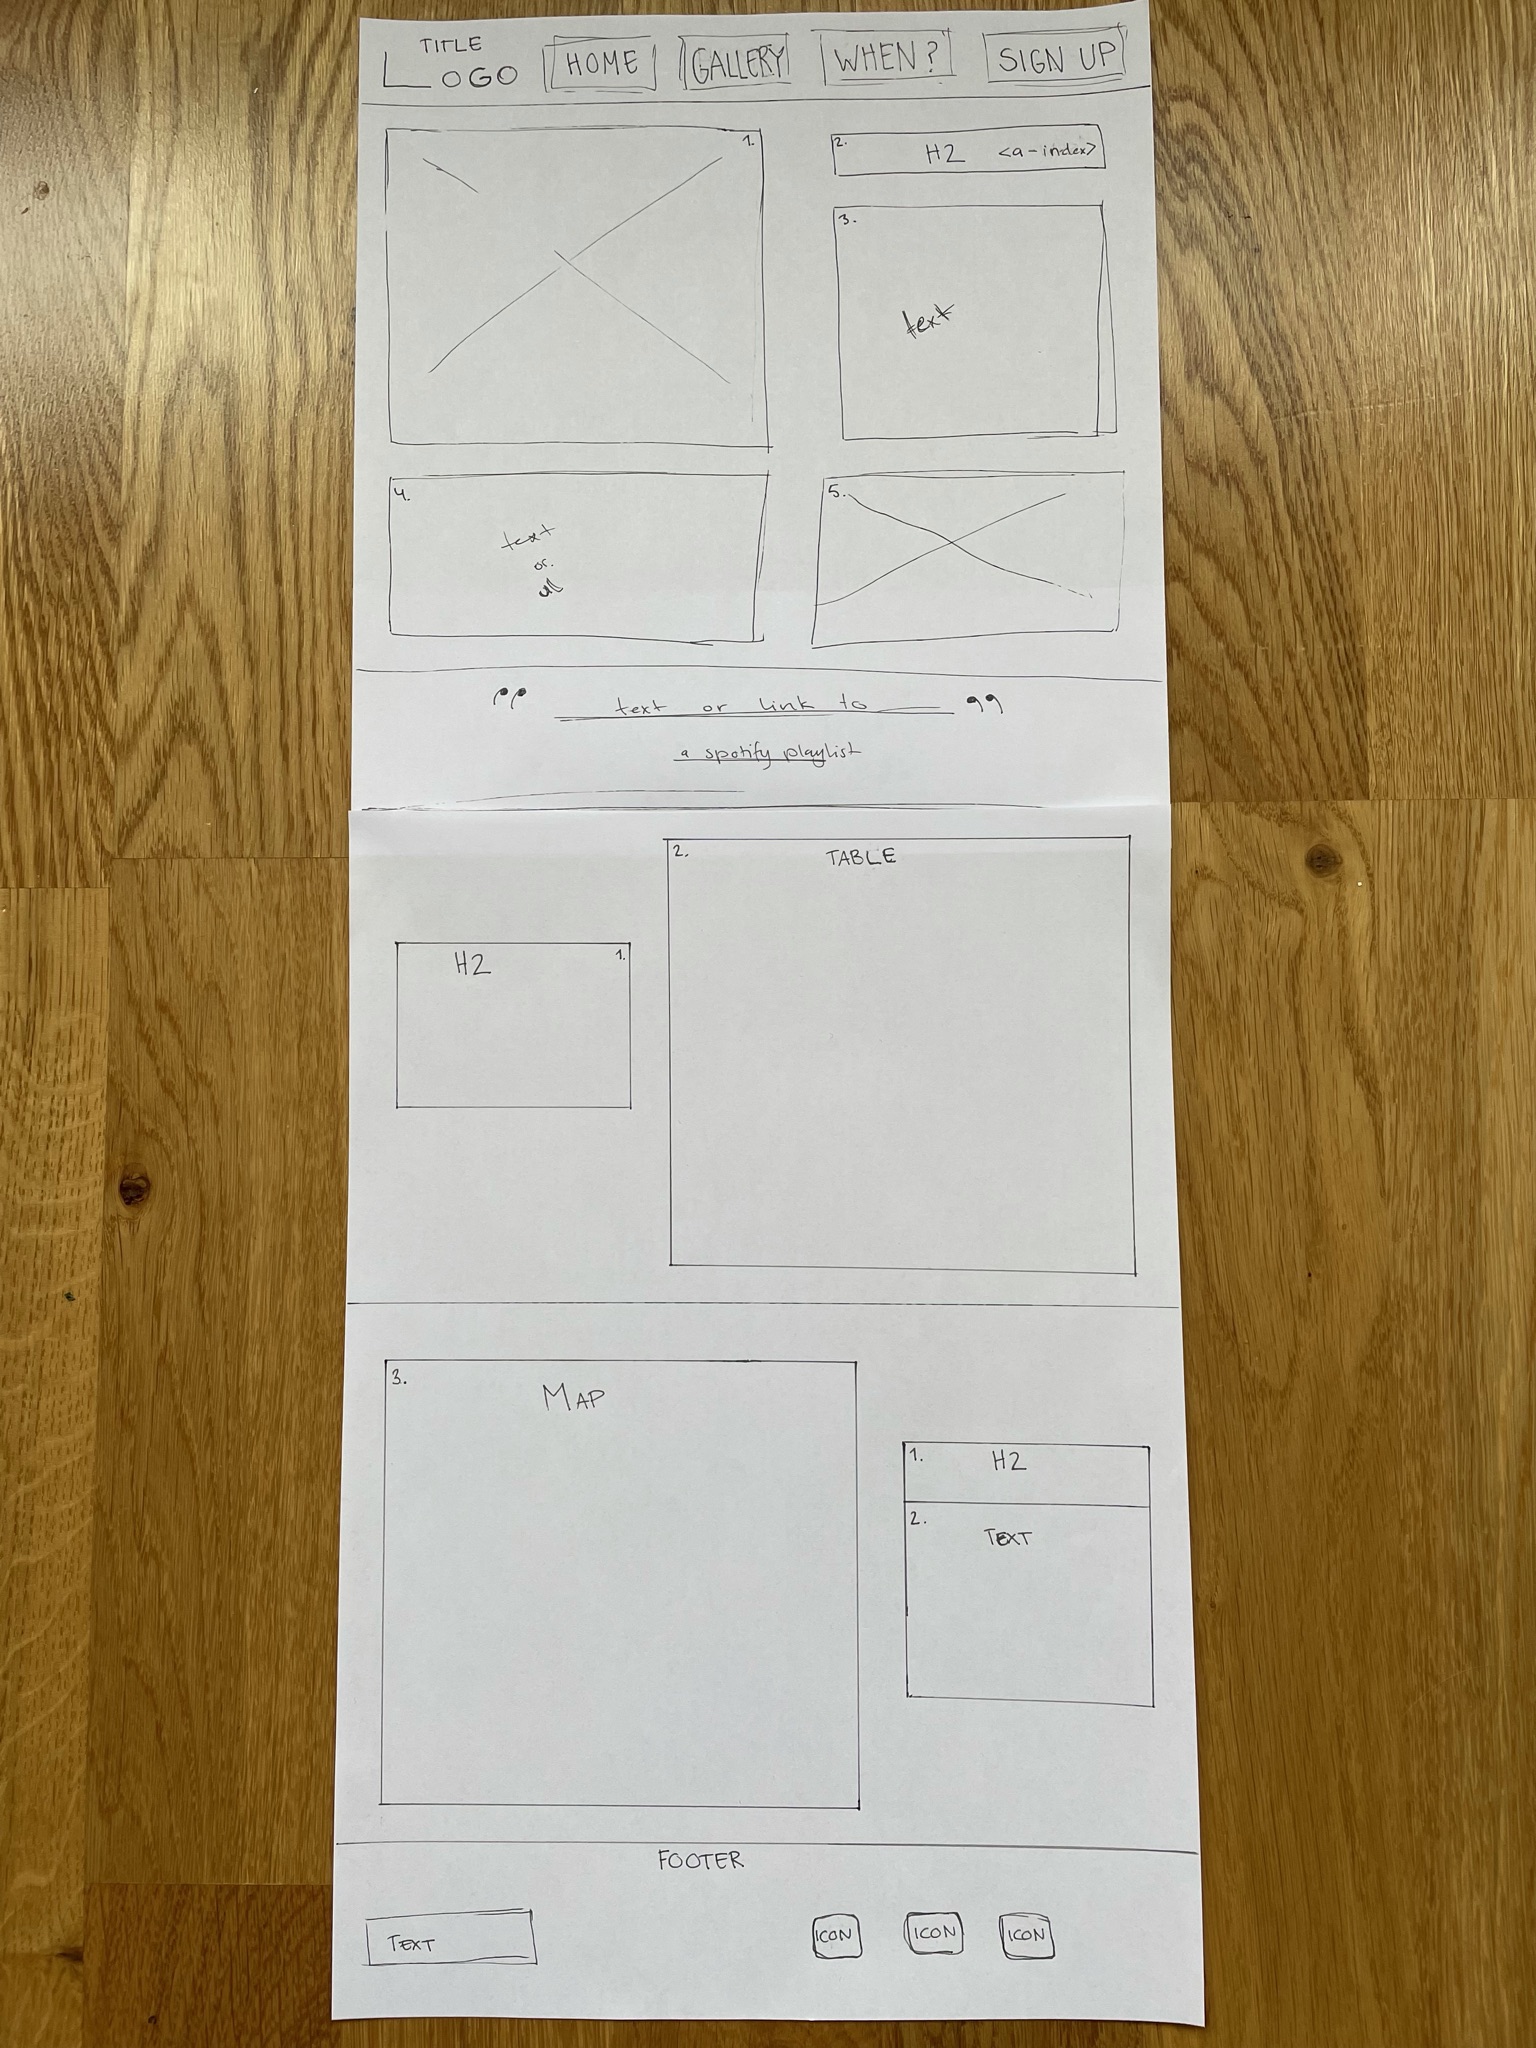 TITLE
LOGO
HOME
GALLERY
WHEN?
SIGN UP
1.
2.
H2 <a-index>
3.
text
4.
text
or
ul
5.
" text or link to "
a spotify playlist
H2 1.
2. TABLE
3. MAP
1. H2
2. TEXT
FOOTER
TEXT
ICON
ICON
ICON